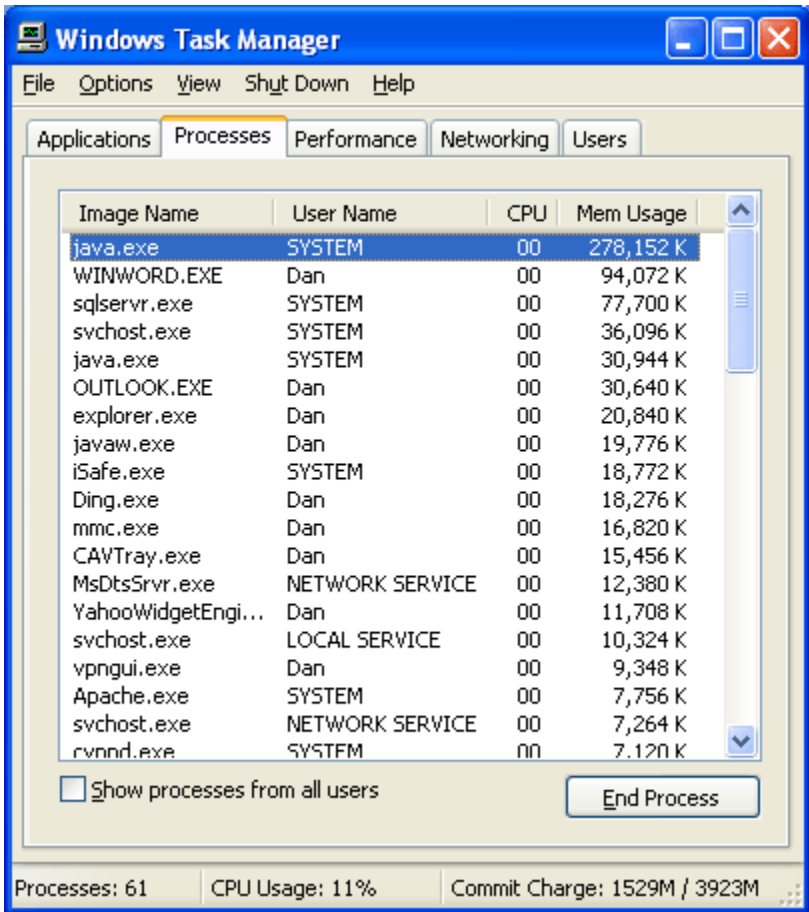 Windows Task Manager
File Options View Shut Down Help
Applications Processes Performance Networking Users
Image Name User Name CPU Mem Usage
java.exe SYSTEM 00 278,152 K
WINWORD.EXE Dan 00 94,072 K
sqlservr.exe SYSTEM 00 77,700 K
svchost.exe SYSTEM 00 36,096 K
java.exe SYSTEM 00 30,944 K
OUTLOOK.EXE Dan 00 30,640 K
explorer.exe Dan 00 20,840 K
javaw.exe Dan 00 19,776 K
iSafe.exe SYSTEM 00 18,772 K
Ding.exe Dan 00 18,276 K
mmc.exe Dan 00 16,820 K
CAVTray.exe Dan 00 15,456 K
MsDtsSrvr.exe NETWORK SERVICE 00 12,380 K
YahooWidgetEngi... Dan 00 11,708 K
svchost.exe LOCAL SERVICE 00 10,324 K
vpngui.exe Dan 00 9,348 K
Apache.exe SYSTEM 00 7,756 K
svchost.exe NETWORK SERVICE 00 7,264 K
cvpnd.exe SYSTEM 00 7,120 K
Show processes from all users
End Process
Processes: 61 CPU Usage: 11% Commit Charge: 1529M / 3923M